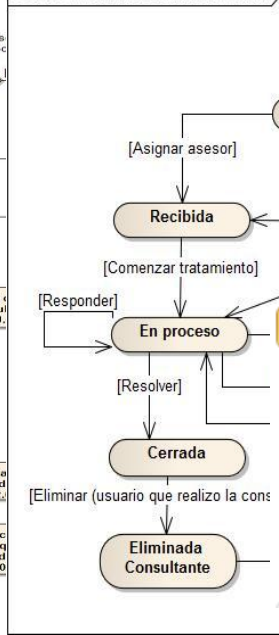 [Asignar asesor]
Recibida
[Comenzar tratamiento]
[Responder]
En proceso
[Resolver]
Cerrada
[Eliminar (usuario que realizo la cons
Eliminada
Consultante